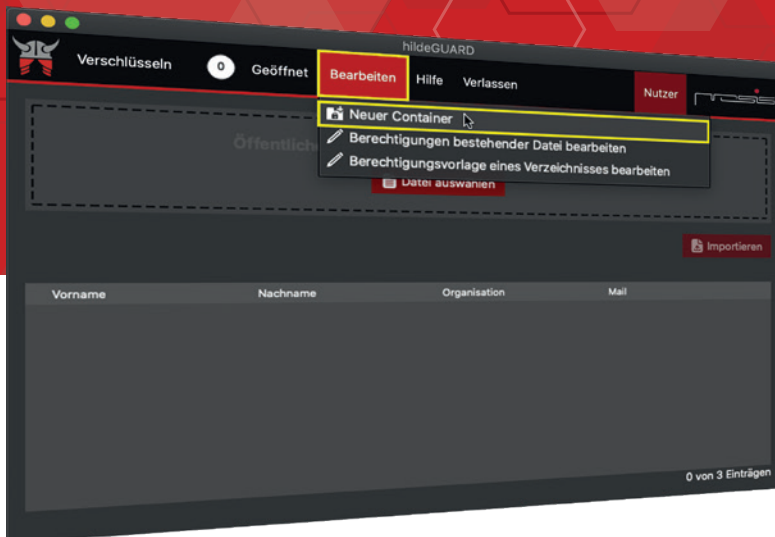 hildeGUARD
Verschlüsseln
0
Geöffnet
Bearbeiten
Hilfe
Verlassen
Nutzer
Neuer Container
Berechtigungen bestehender Datei bearbeiten
Berechtigungsvorlage eines Verzeichnisses bearbeiten
Öffentliche
Datei auswählen
Importieren
Vorname Nachname Organisation Mail
0 von 3 Einträgen